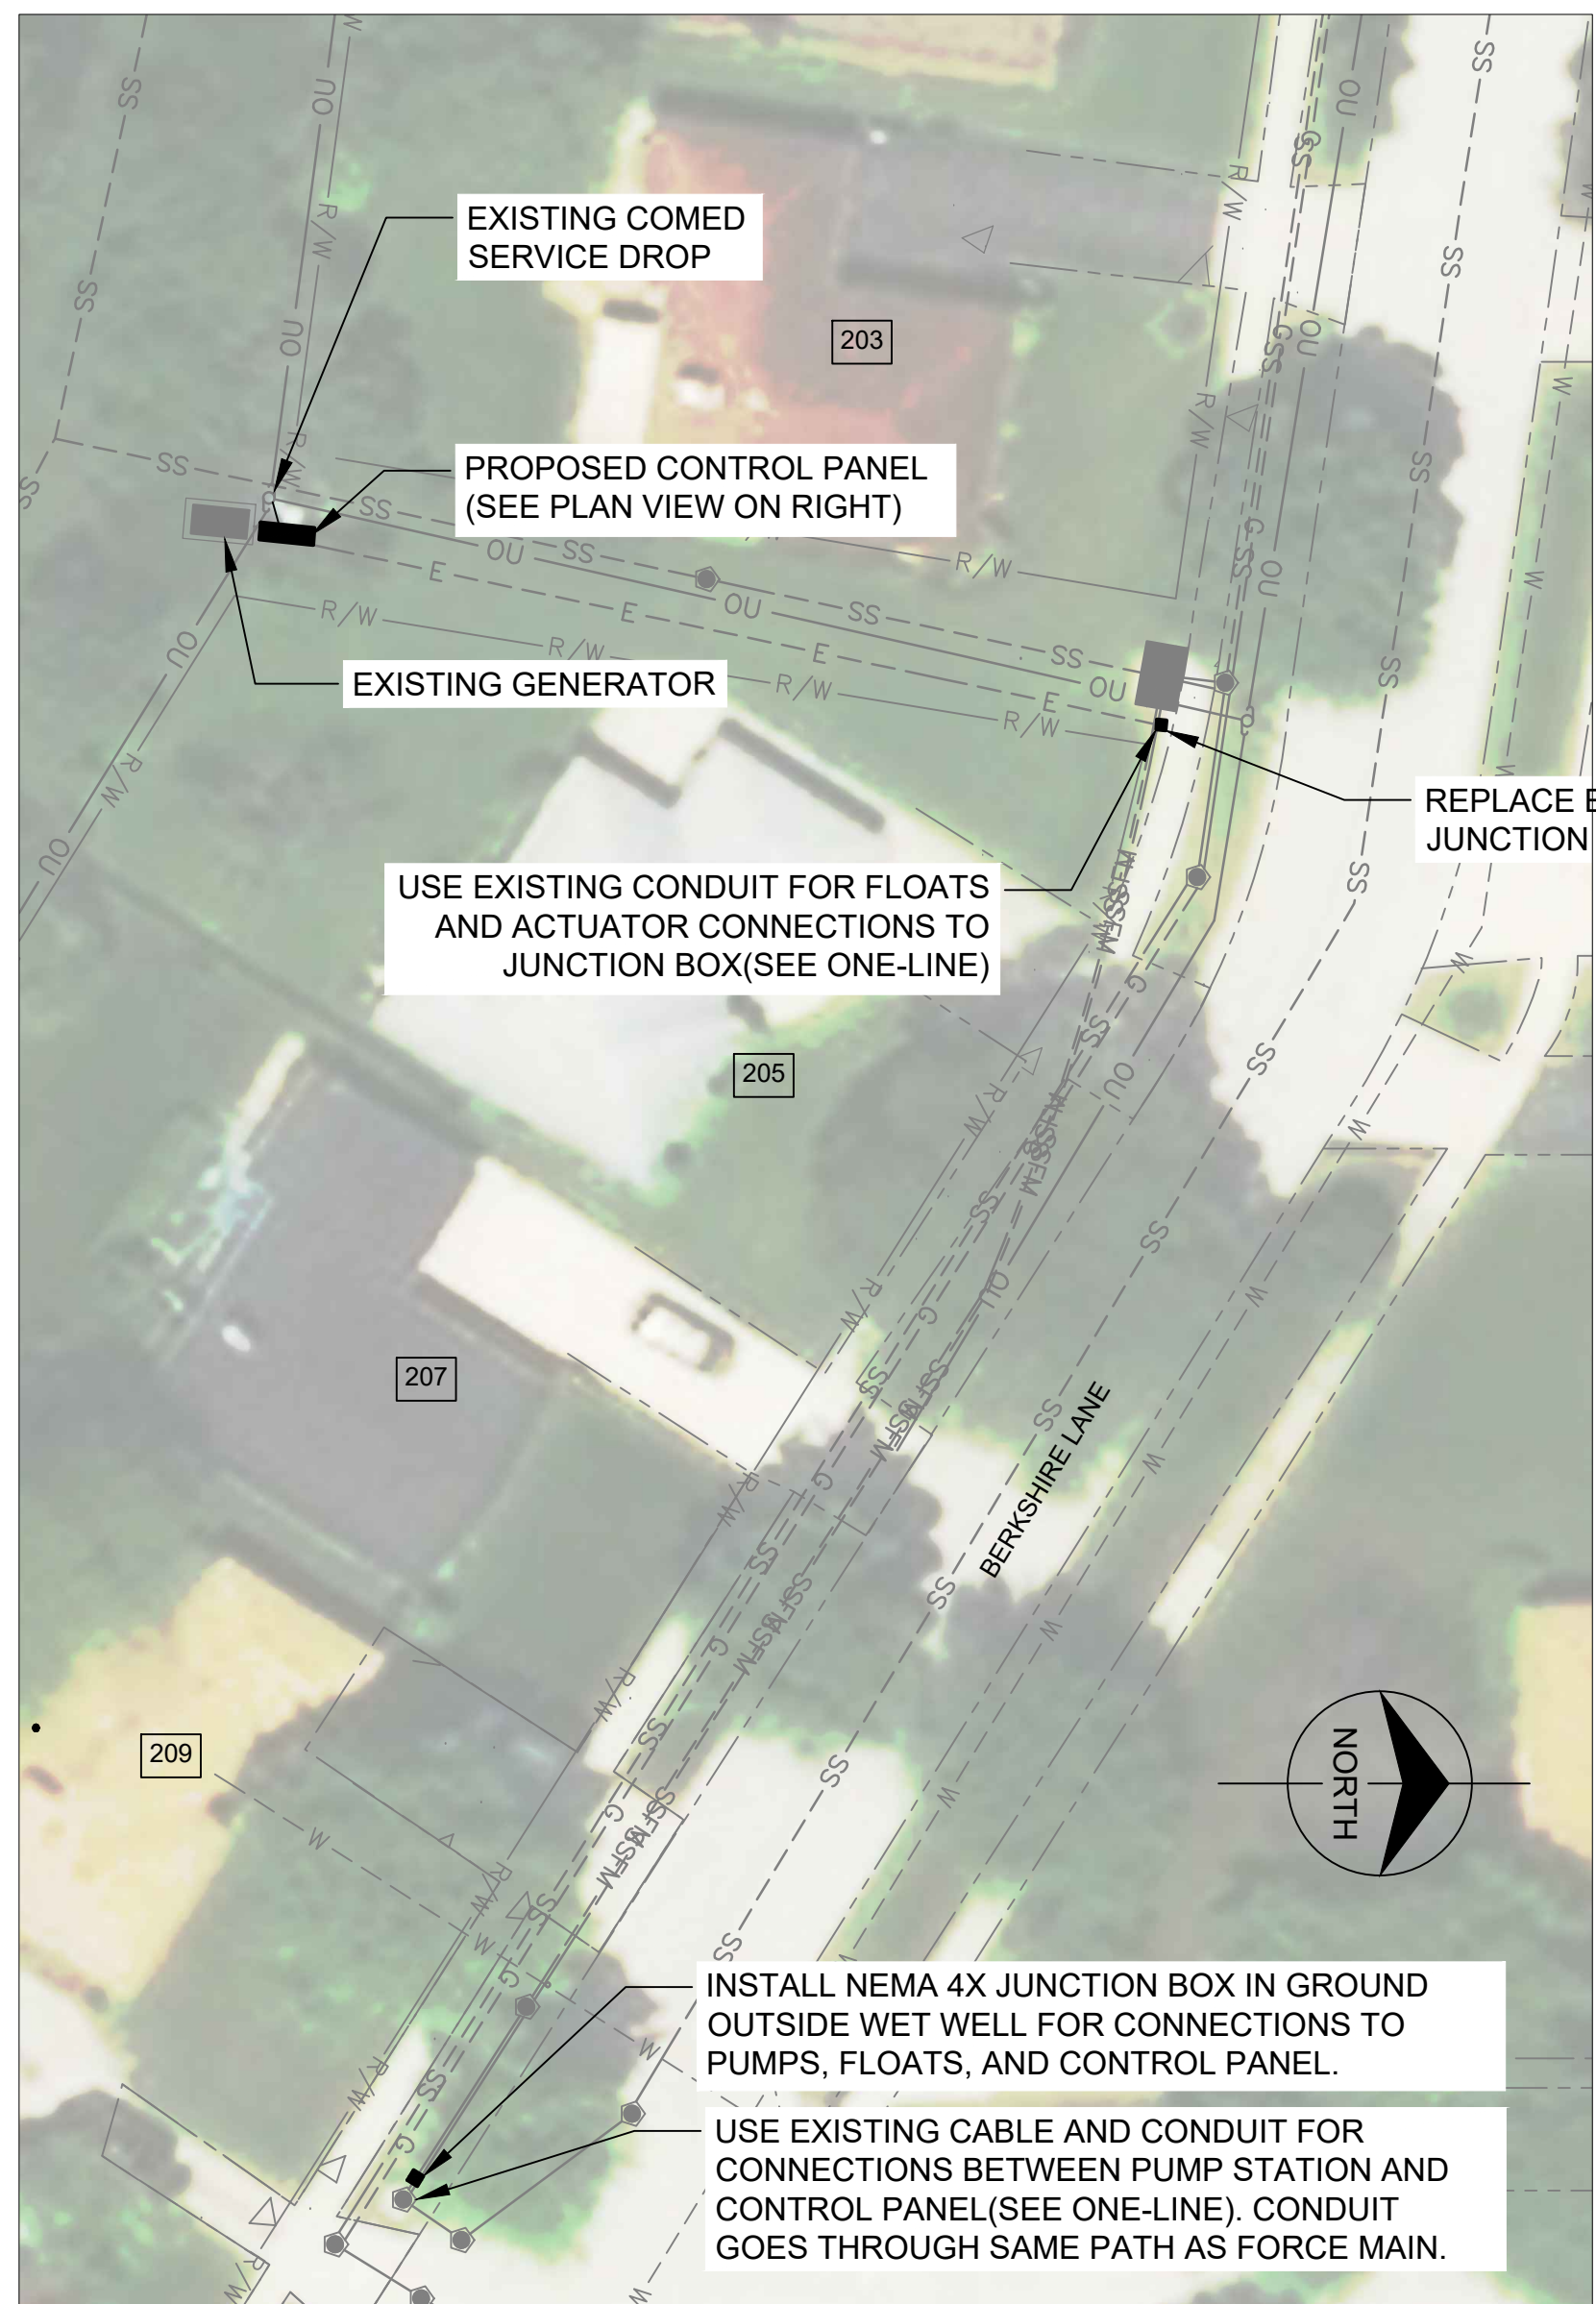 EXISTING COMED
SERVICE DROP
203
PROPOSED CONTROL PANEL
(SEE PLAN VIEW ON RIGHT)
EXISTING GENERATOR
REPLACE
JUNCTION
USE EXISTING CONDUIT FOR FLOATS
AND ACTUATOR CONNECTIONS TO
JUNCTION BOX(SEE ONE-LINE)
205
207
BERKSHIRE LANE
209
NORTH
INSTALL NEMA 4X JUNCTION BOX IN GROUND
OUTSIDE WET WELL FOR CONNECTIONS TO
PUMPS, FLOATS, AND CONTROL PANEL.
USE EXISTING CABLE AND CONDUIT FOR
CONNECTIONS BETWEEN PUMP STATION AND
CONTROL PANEL(SEE ONE-LINE). CONDUIT
GOES THROUGH SAME PATH AS FORCE MAIN.
SS
OU
R/W
E
G
W
SSFM